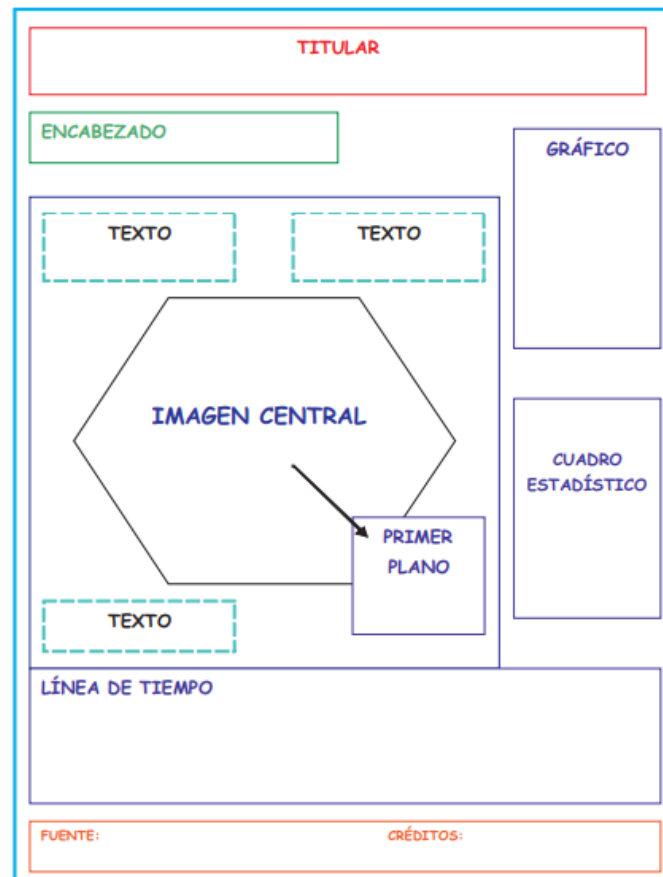 TITULAR
ENCABEZADO
GRÁFICO
TEXTO
TEXTO
IMAGEN CENTRAL
CUADRO
ESTADÍSTICO
PRIMER
PLANO
TEXTO
LÍNEA DE TIEMPO
FUENTE:
CRÉDITOS: